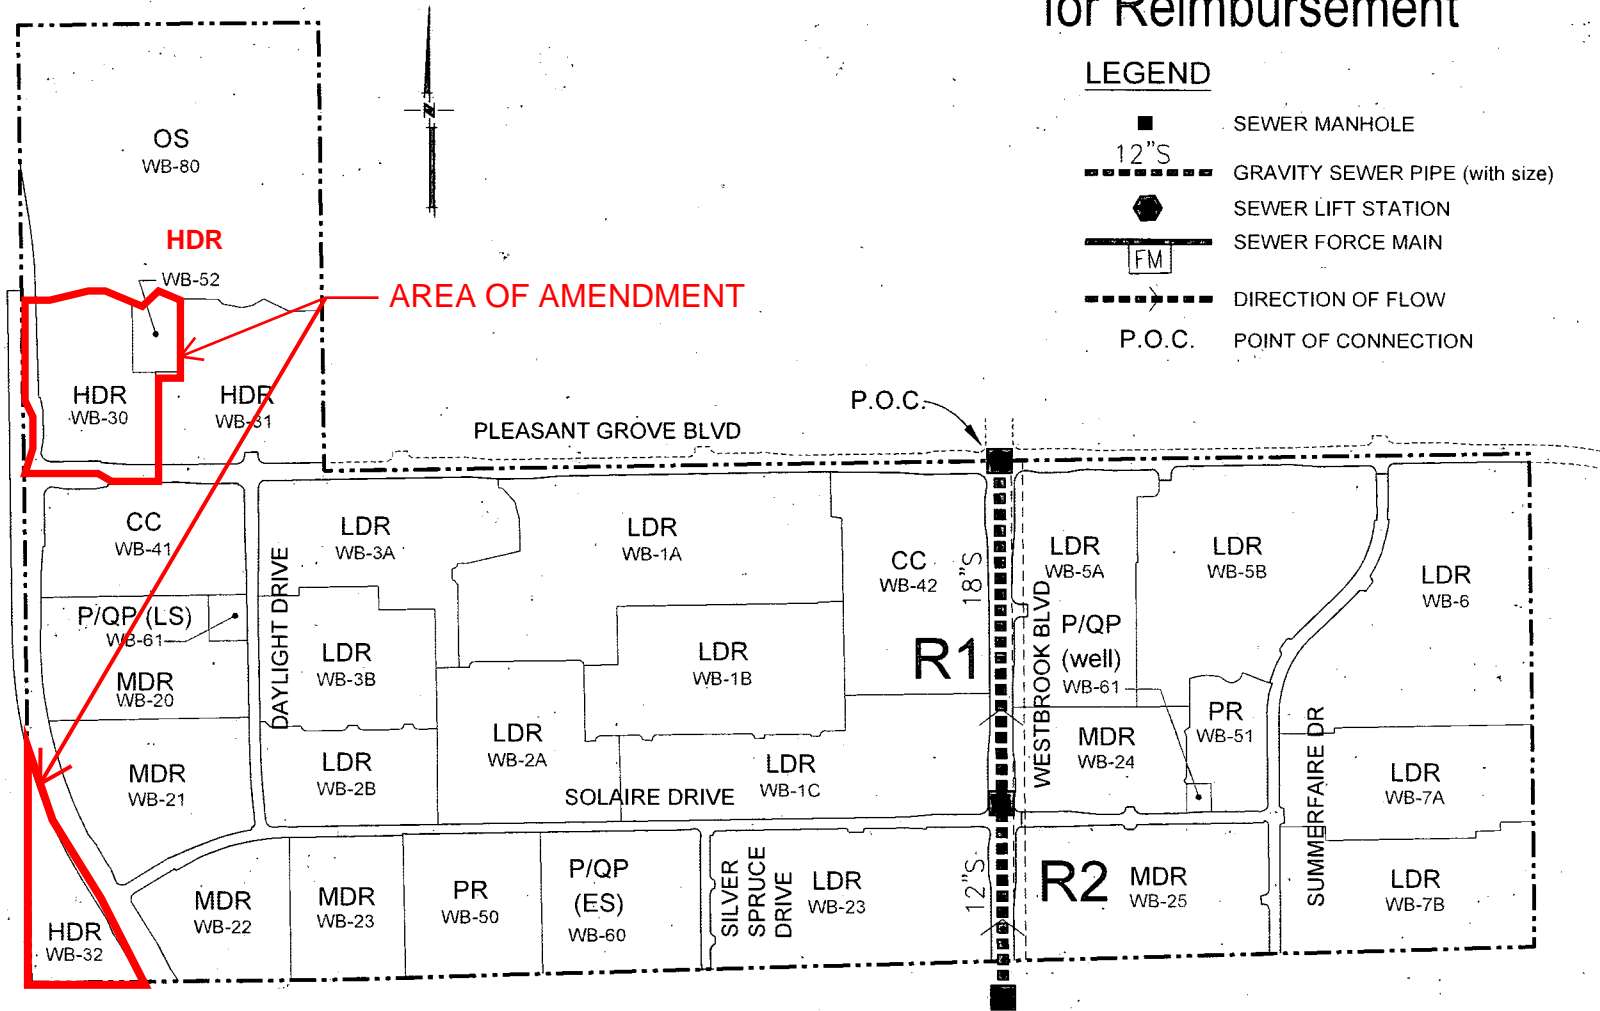 for Reimbursement
LEGEND
SEWER MANHOLE
12"S
GRAVITY SEWER PIPE (with size)
SEWER LIFT STATION
SEWER FORCE MAIN
FM
DIRECTION OF FLOW
P.O.C.
POINT OF CONNECTION
N
OS
WB-80
HDR
WB-52
AREA OF AMENDMENT
HDR
WB-30
HDR
WB-31
PLEASANT GROVE BLVD
P.O.C.
CC
WB-41
DAYLIGHT DRIVE
LDR
WB-3A
LDR
WB-1A
CC
WB-42
18"S
LDR
WB-5A
LDR
WB-5B
LDR
WB-6
P/QP (LS)
WB-61
MDR
WB-20
LDR
WB-3B
LDR
WB-1B
R1
WESTBROOK BLVD
P/QP
(well)
WB-61
PR
WB-51
MDR
WB-21
LDR
WB-2B
LDR
WB-2A
LDR
WB-1C
SOLAIRE DRIVE
MDR
WB-24
SUMMERFAIRE DR
LDR
WB-7A
HDR
WB-32
MDR
WB-22
MDR
WB-23
PR
WB-50
P/QP
(ES)
WB-60
SILVER
SPRUCE
DRIVE
LDR
WB-23
12"S
R2
MDR
WB-25
LDR
WB-7B